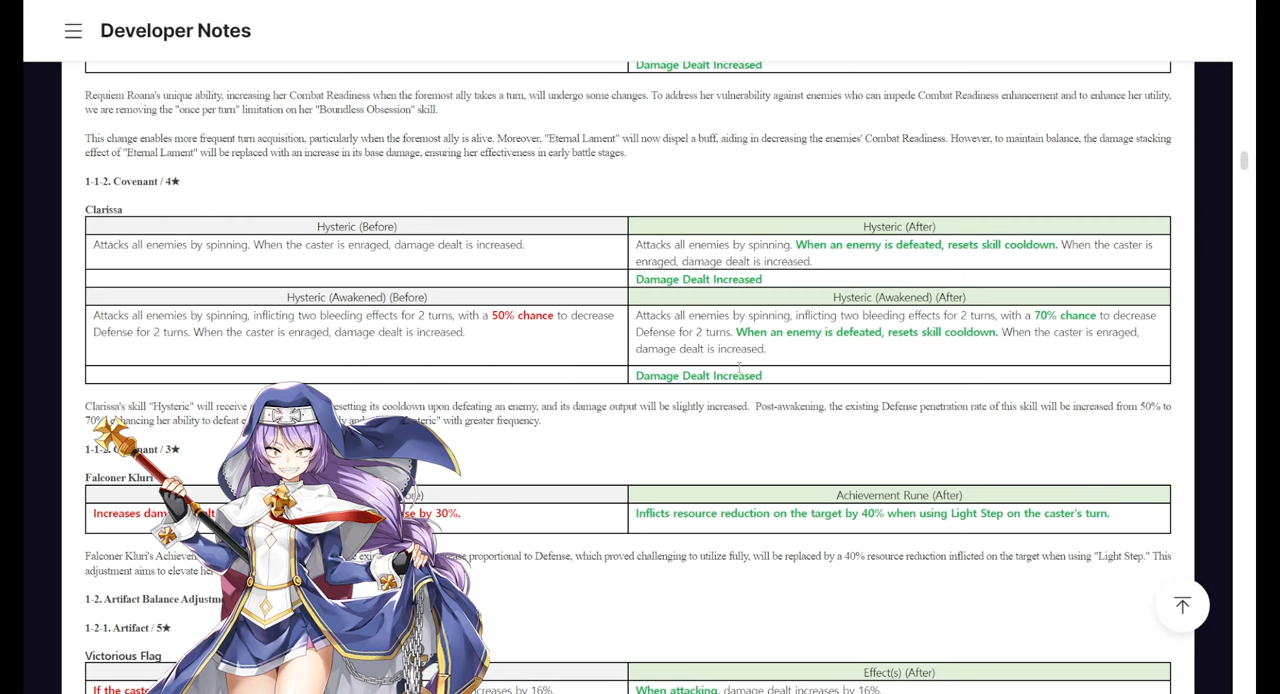 Developer Notes
Damage Dealt Increased
Requiem Roana's unique ability, increasing her Combat Readiness when the foremost ally takes a turn, will undergo some changes. To address her vulnerability against enemies who can impede Combat Readiness enhancement and to enhance her utility,
we are removing the "once per turn" limitation on her "Boundless Obsession" skill.
This change enables more frequent turn acquisition, particularly when the foremost ally is alive. Moreover, "Eternal Lament" will now dispel a buff, aiding in decreasing the enemies' Combat Readiness. However, to maintain balance, the damage stacking
effect of "Eternal Lament" will be replaced with an increase in its base damage, ensuring her effectiveness in early battle stages.
1-1-2. Covenant / 4★
Clarissa
Hysteric (Before)
Hysteric (After)
Attacks all enemies by spinning. When the caster is enraged, damage dealt is increased.
Attacks all enemies by spinning. When an enemy is defeated, resets skill cooldown. When the caster is
enraged, damage dealt is increased.
Damage Dealt Increased
Hysteric (Awakened) (Before)
Hysteric (Awakened) (After)
Attacks all enemies by spinning, inflicting two bleeding effects for 2 turns, with a 50% chance to decrease
Defense for 2 turns. When the caster is enraged, damage dealt is increased.
Attacks all enemies by spinning, inflicting two bleeding effects for 2 turns, with a 70% chance to decrease
Defense for 2 turns. When an enemy is defeated, resets skill cooldown. When the caster is enraged,
damage dealt is increased.
Damage Dealt Increased
Clarissa's skill "Hysteric" will receive resetting its cooldown upon defeating an enemy, and its damage output will be slightly increased. Post-awakening, the existing Defense penetration rate of this skill will be increased from 50% to
70% enhancing her ability to defeat with greater frequency.
1-1-3. / 3★
Falconer Kluri
Achievement Rune (After)
Increases by 30%.
Inflicts resource reduction on the target by 40% when using Light Step on the caster's turn.
Falconer Kluri's proportional to Defense, which proved challenging to utilize fully, will be replaced by a 40% resource reduction inflicted on the target when using "Light Step." This
adjustment aims to elevate
1-2. Artifact Balance
1-2-1. Artifact / 5★
Victorious Flag
Effect(s) (After)
If the increases by 16%.
When attacking, damage dealt increases by 16%.